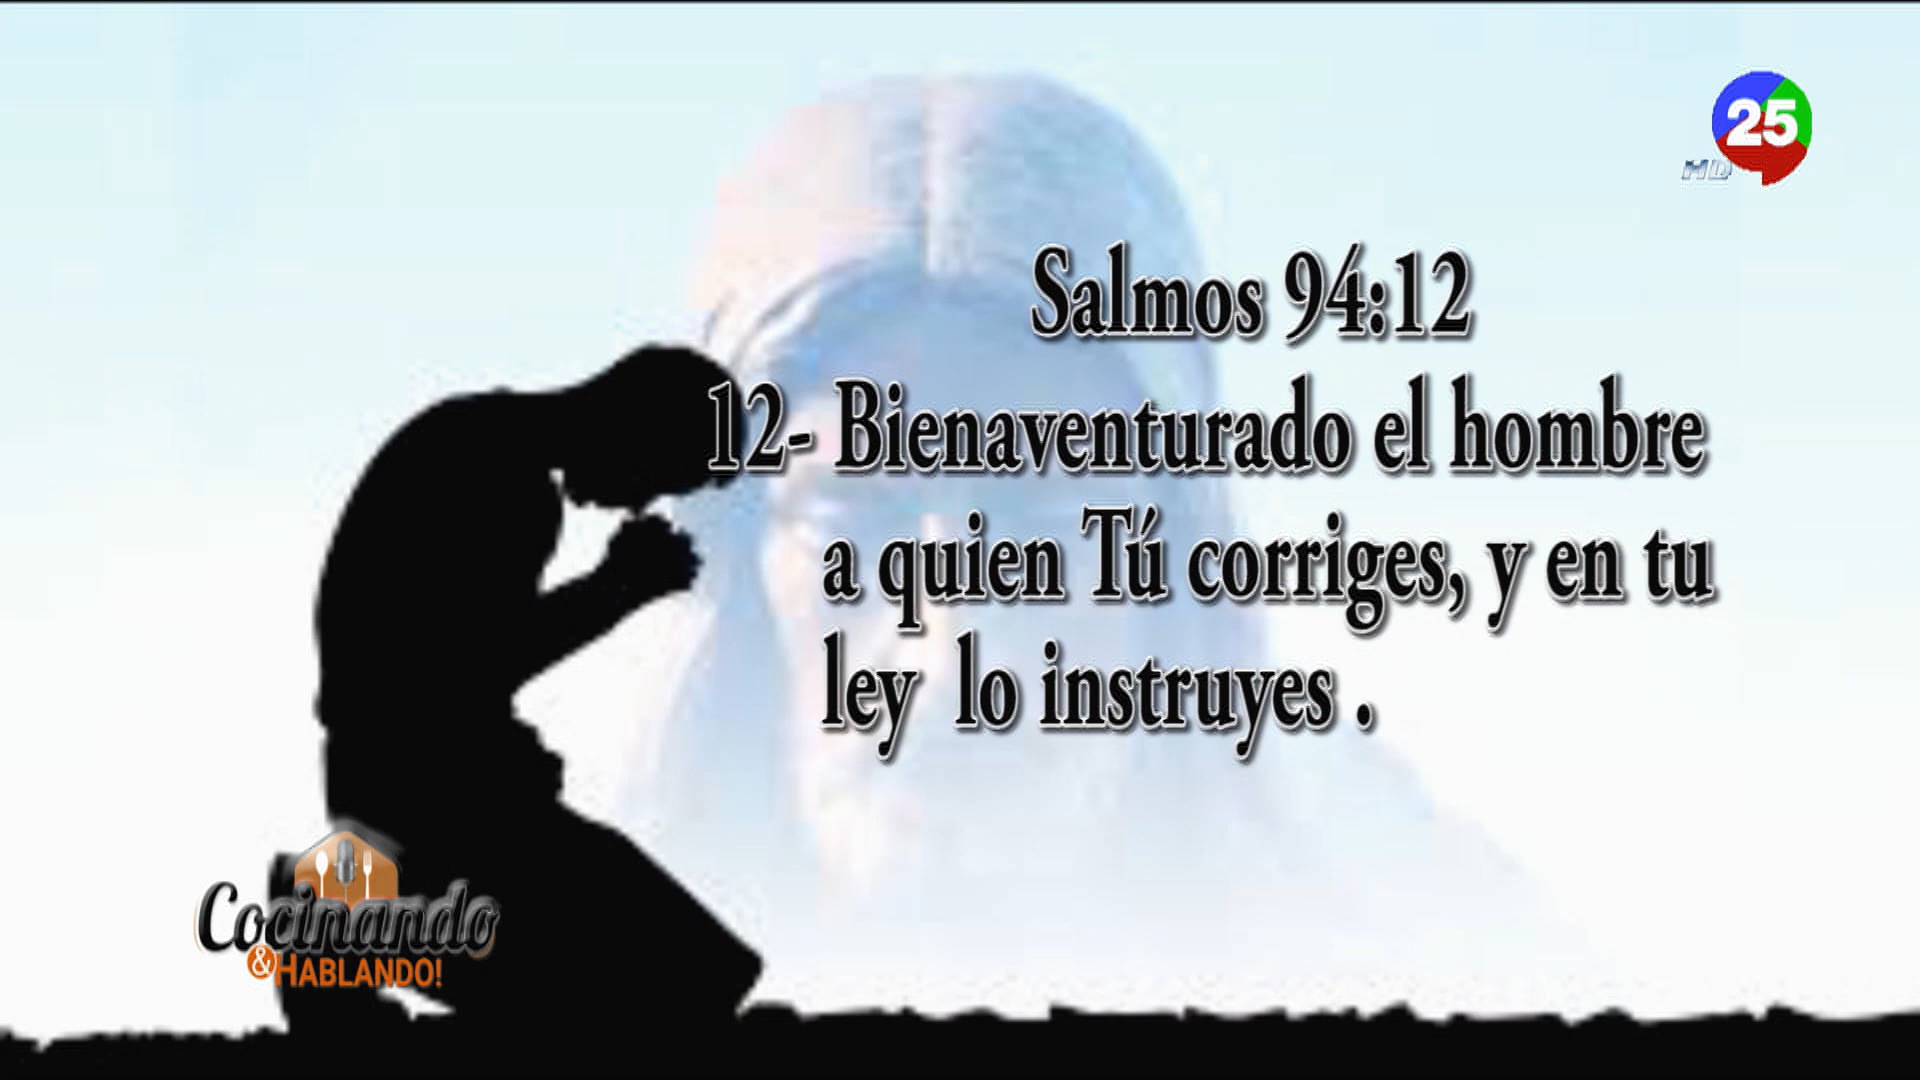 25
HD
Salmos 94:12
12- Bienaventurado el hombre
a quien Tú corriges, y en tu
ley lo instruyes .
Cocinando
& HABLANDO!